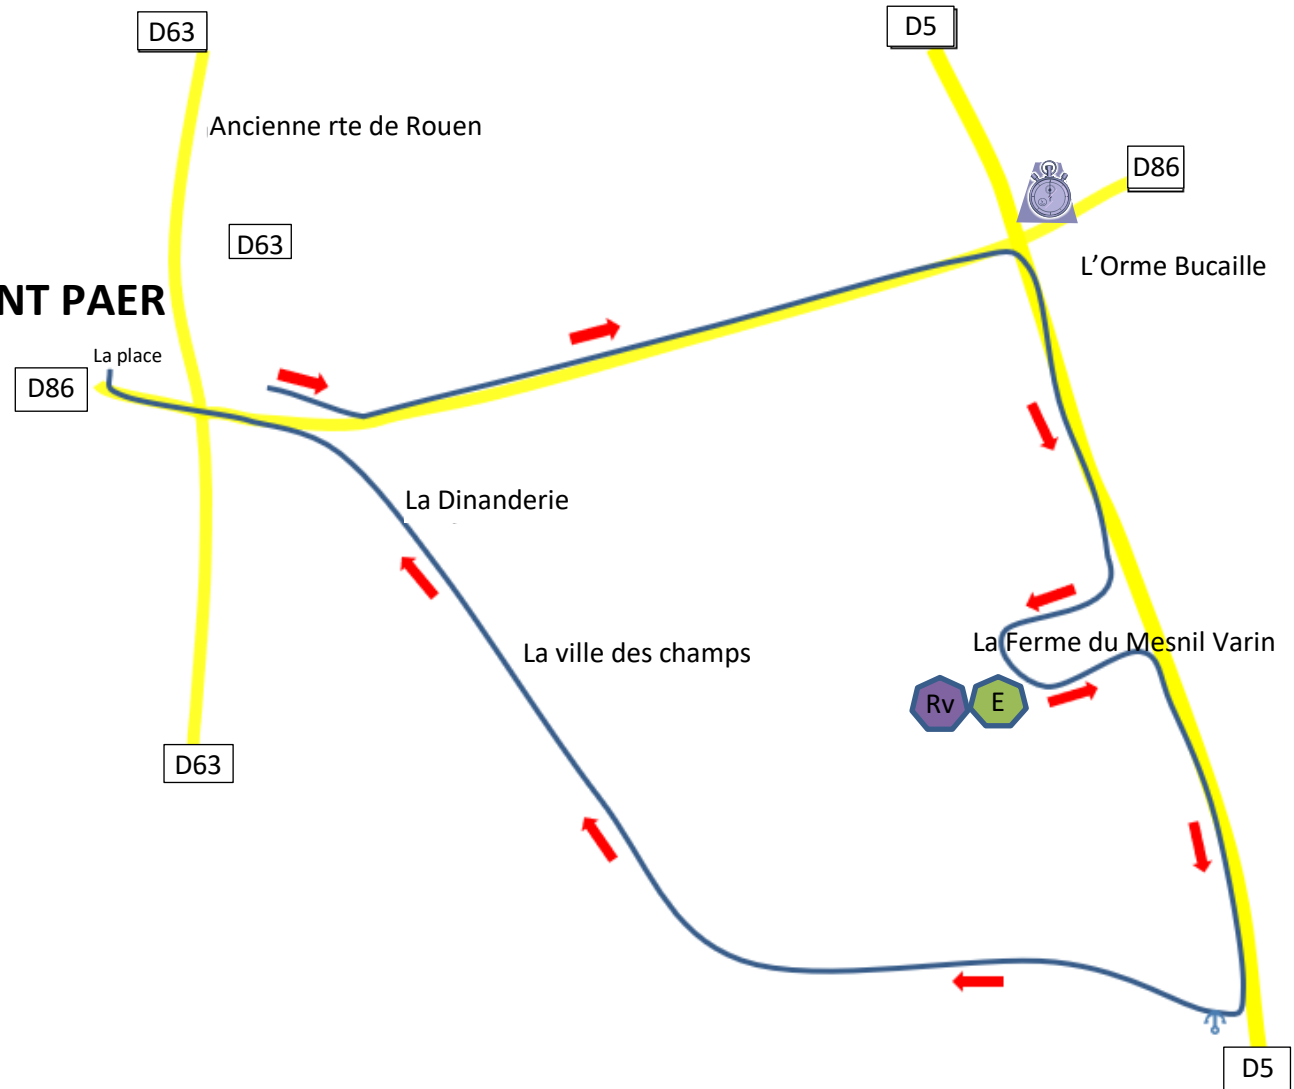 D63
D5
Ancienne rte de Rouen
D86
D63
L'Orme Bucaille
NT PAER
La place
D86
La Dinanderie
La Ferme du Mesnil Varin
La ville des champs
Rv
E
D63
D5